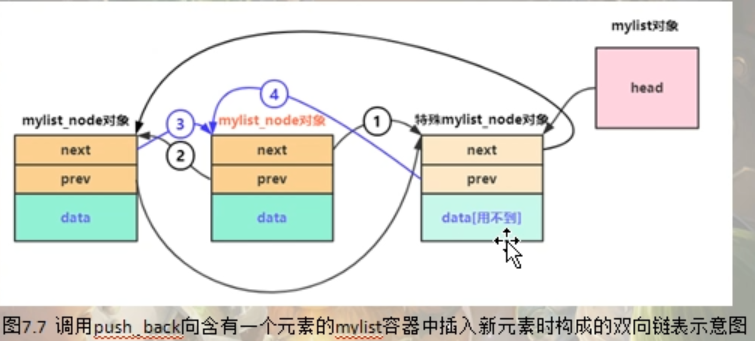 mylist对象
head
mylist_node对象
mylist_node对象
特殊mylist_node对象
4
3
1
2
next
next
next
prev
prev
prev
data
data
data[用不到]
图7.7 调用push_back向含有一个元素的mylist容器中插入新元素时构成的双向链表示意图